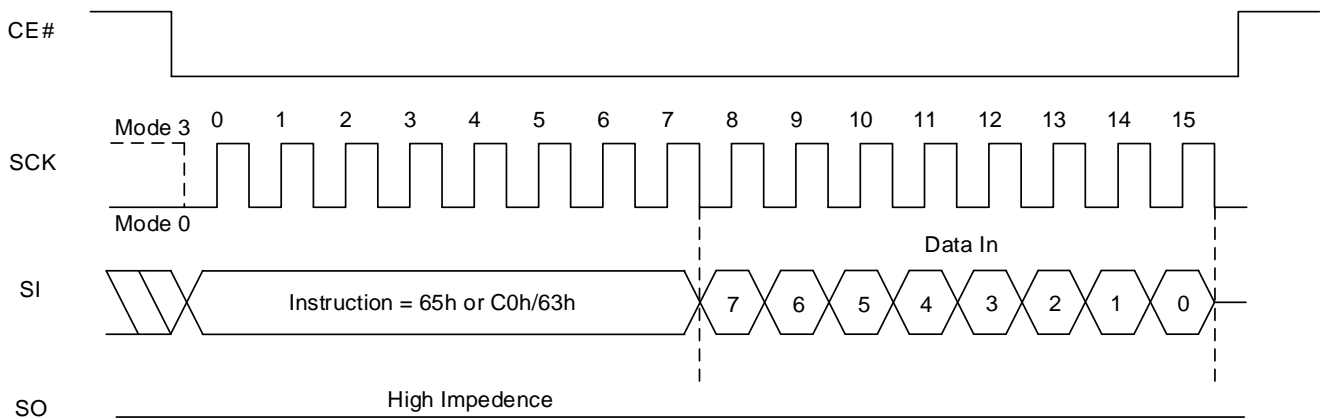 CE#
Mode 3
0 1 2 3 4 5 6 7 8 9 10 11 12 13 14 15
SCK
Mode 0
Data In
SI
Instruction = 65h or C0h/63h
7 6 5 4 3 2 1 0
High Impedence
SO